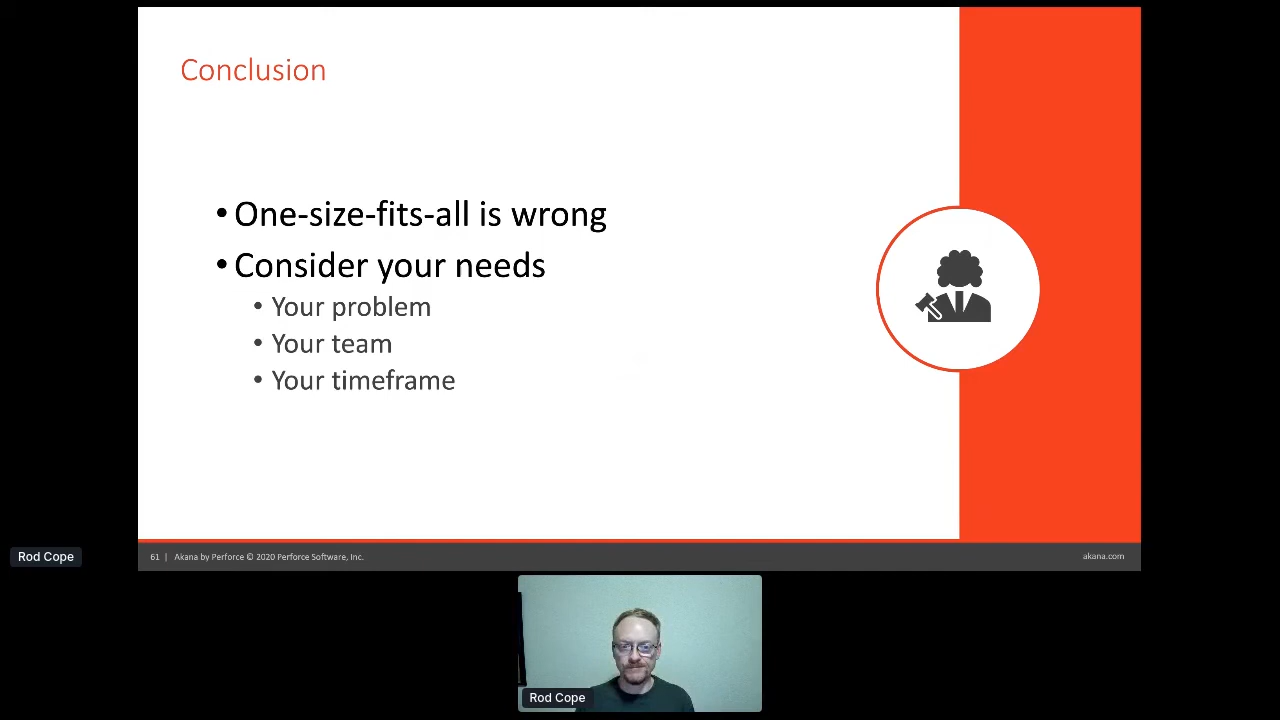 Conclusion
•One-size-fits-all is wrong
•Consider your needs
• Your problem
• Your team
• Your timeframe
Rod Cope
61 | Akana by Perforce © 2020 Perforce Software, Inc.
akana.com
Rod Cope